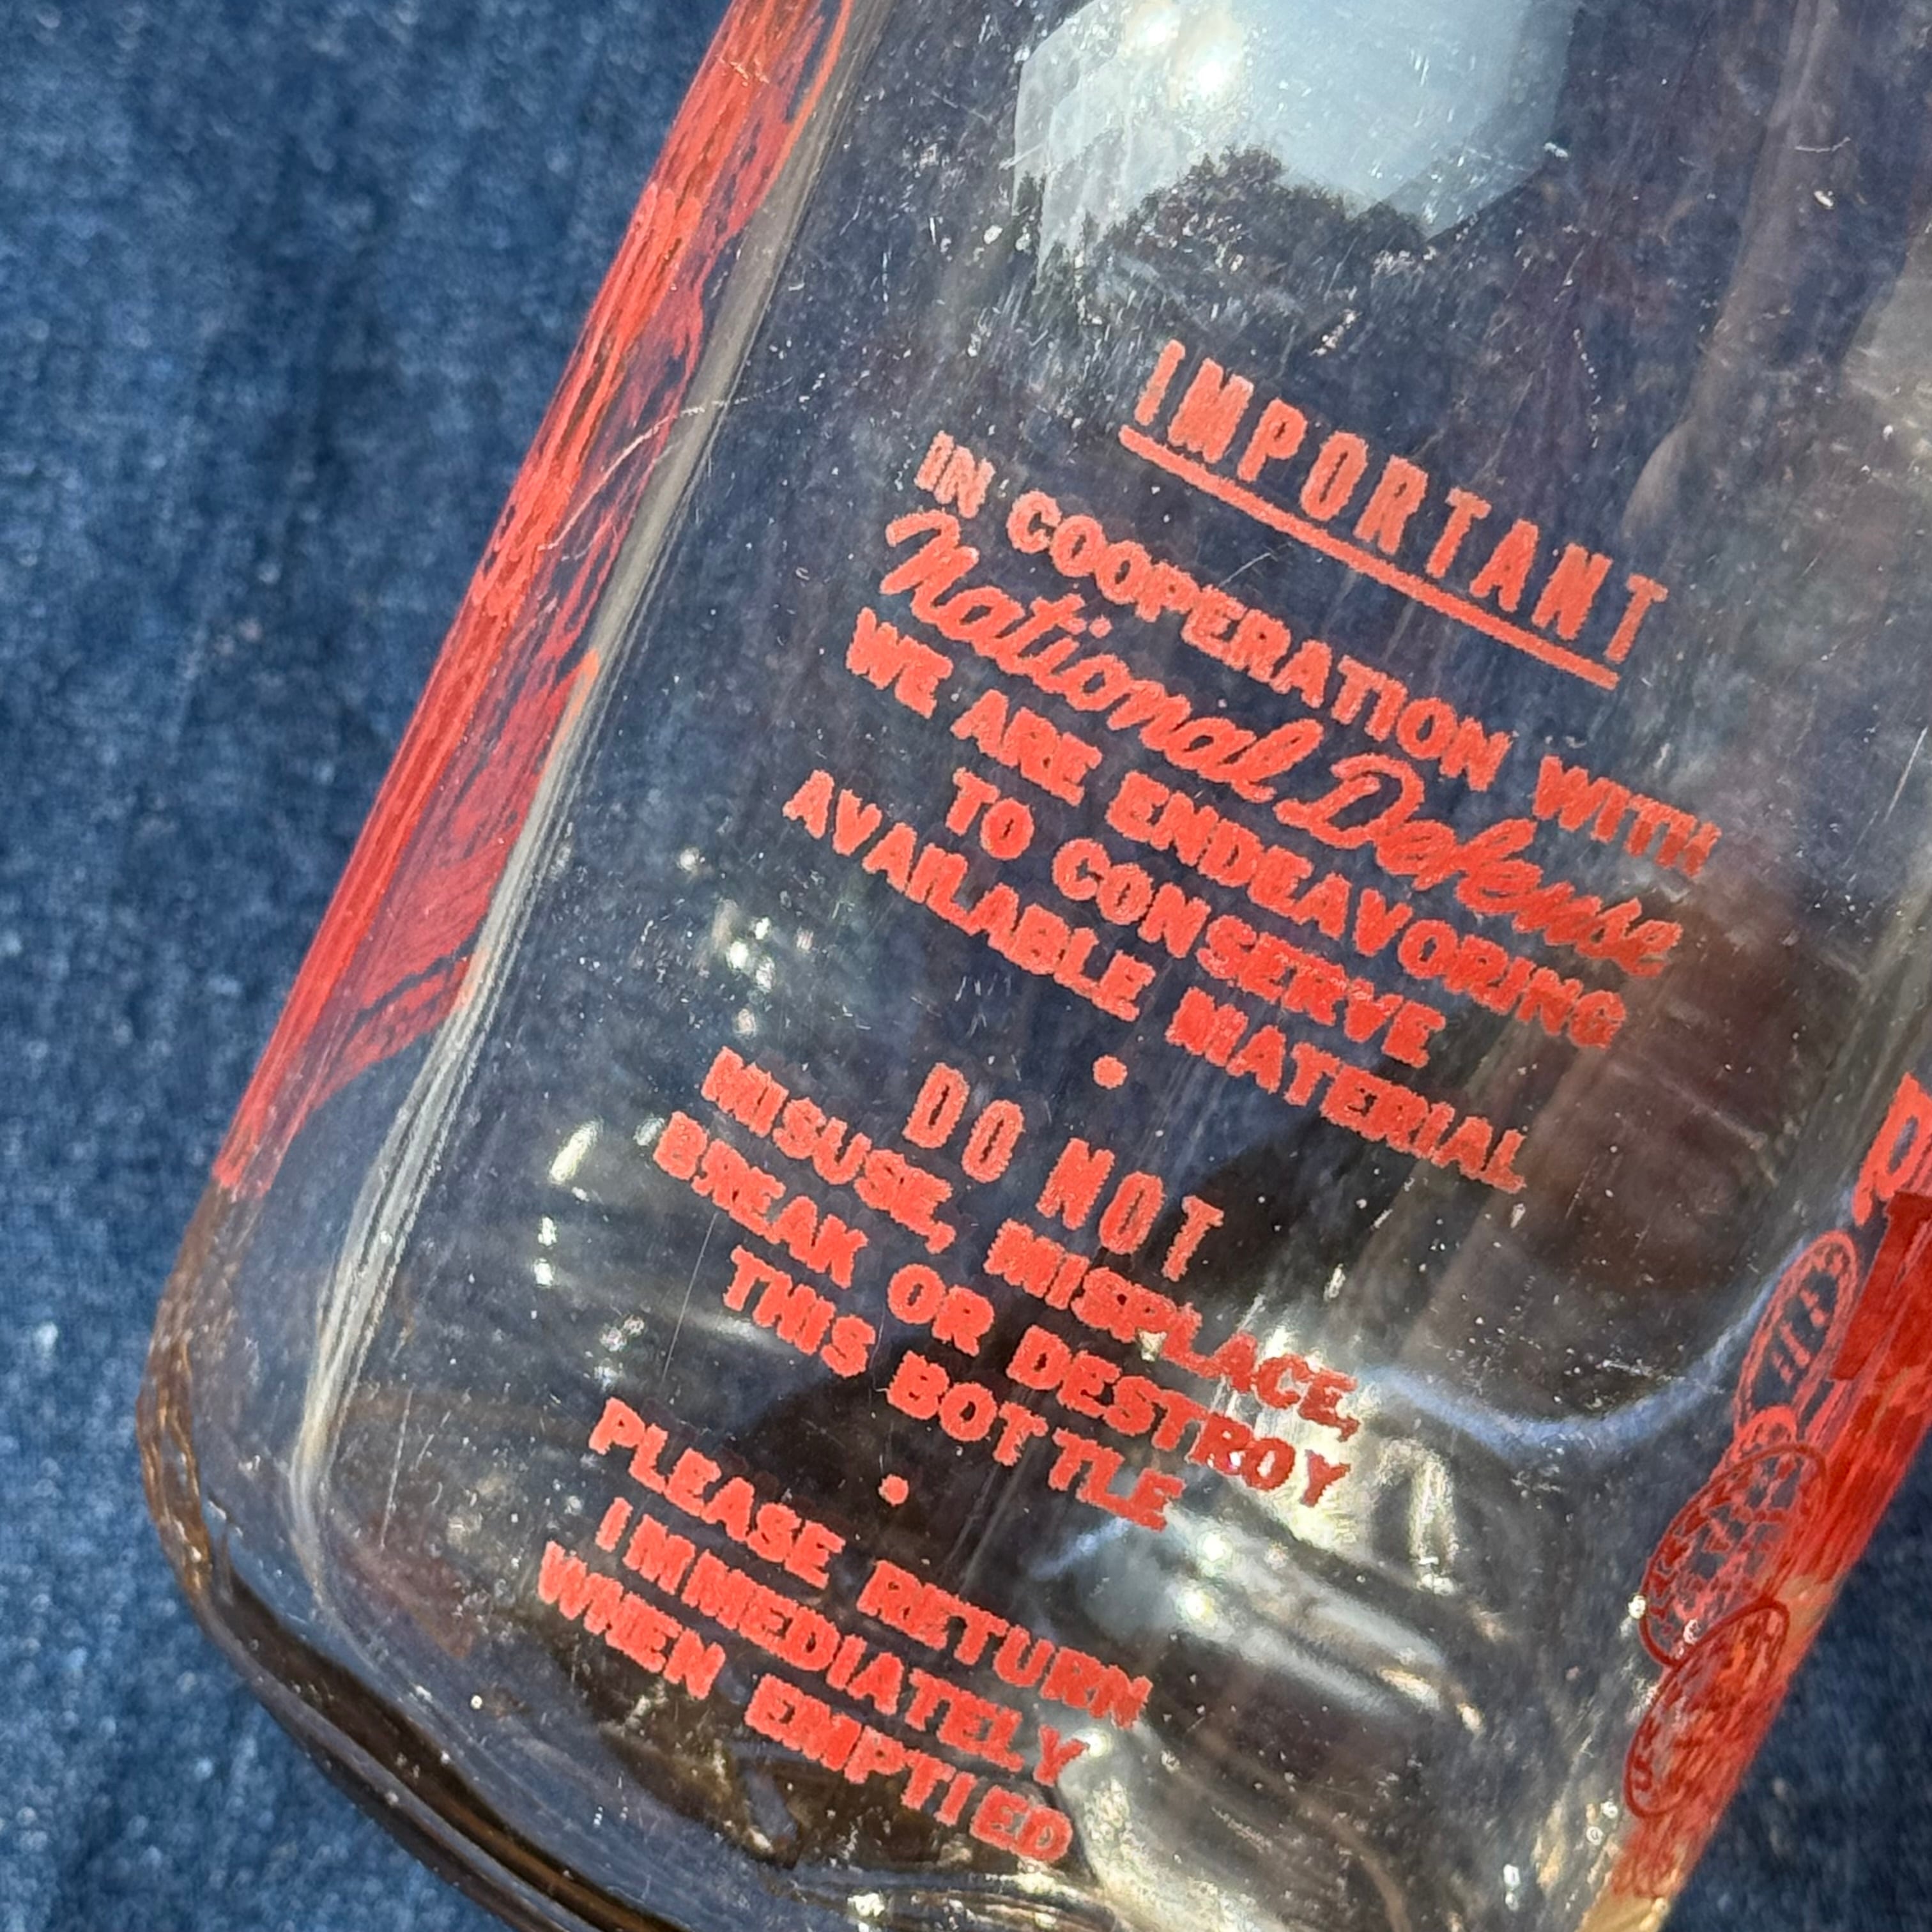 IMPORTANT
IN COOPERATION WITH
National Defense
WE ARE ENDEAVORING
TO CONSERVE
AVAILABLE MATERIAL
•
DO NOT
MISUSE, MISPLACE,
BREAK OR DESTROY
THIS BOTTLE
•
PLEASE RETURN
IMMEDIATELY
WHEN EMPTIED